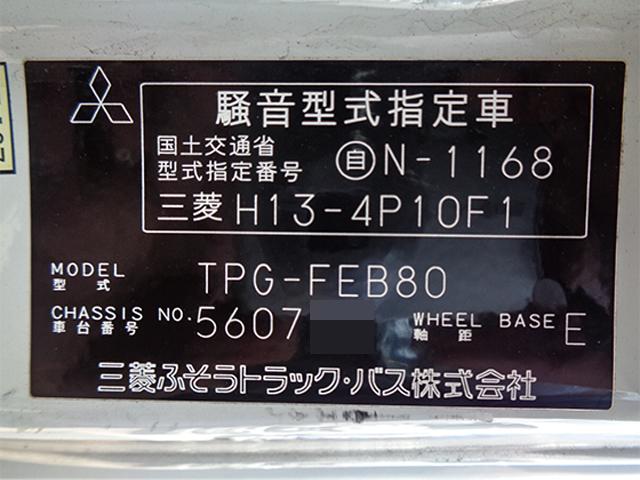 騒音型式指定車
国土交通省
型式指定番号 自N-1168
三菱 H13-4P10F1
MODEL TPG-FEB80
型式
CHASSIS NO. 5607 WHEEL BASE E
車台番号 軸距
三菱ふそうトラック・バス株式会社